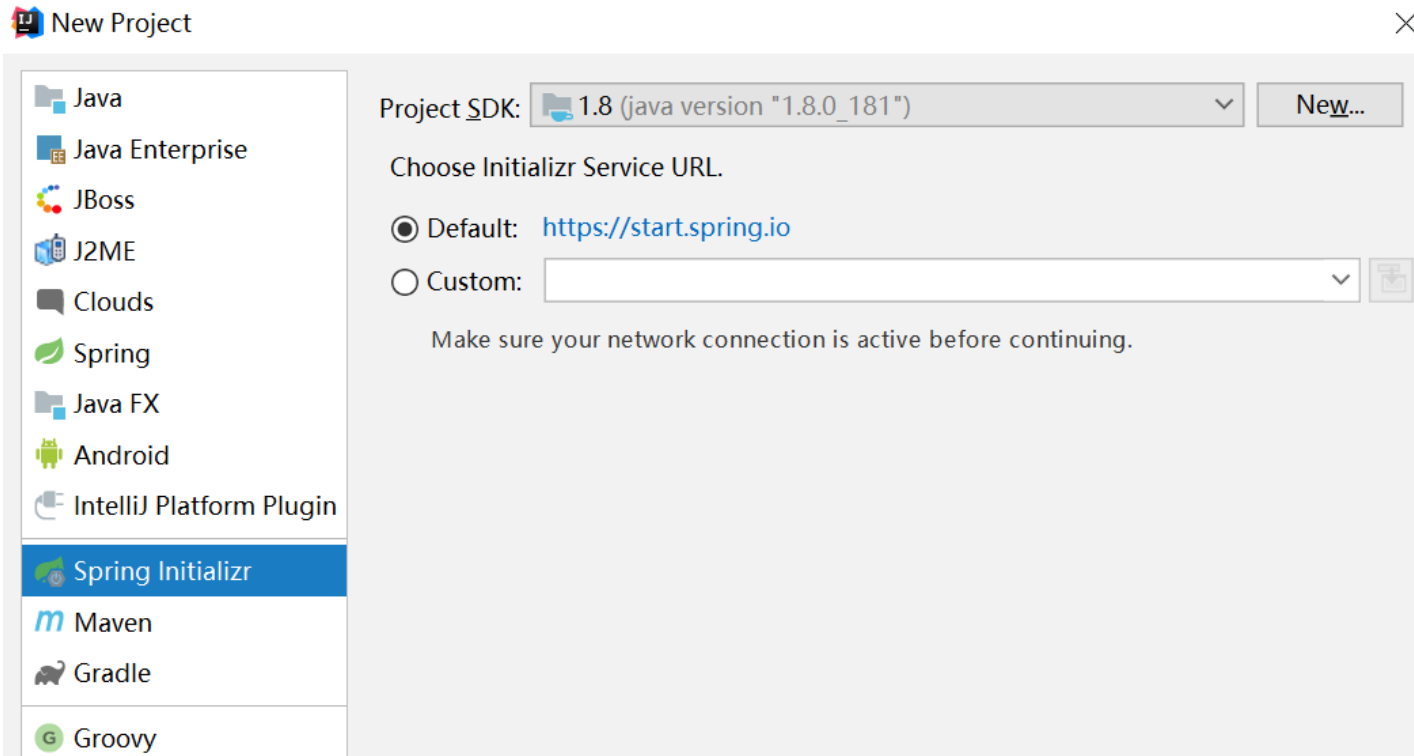 New Project
Java
Java Enterprise
JBoss
J2ME
Clouds
Spring
Java FX
Android
IntelliJ Platform Plugin
Spring Initializr
Maven
Gradle
Groovy
Project SDK: 1.8 (java version "1.8.0_181") New...
Choose Initializr Service URL.
Default: https://start.spring.io
Custom:
Make sure your network connection is active before continuing.